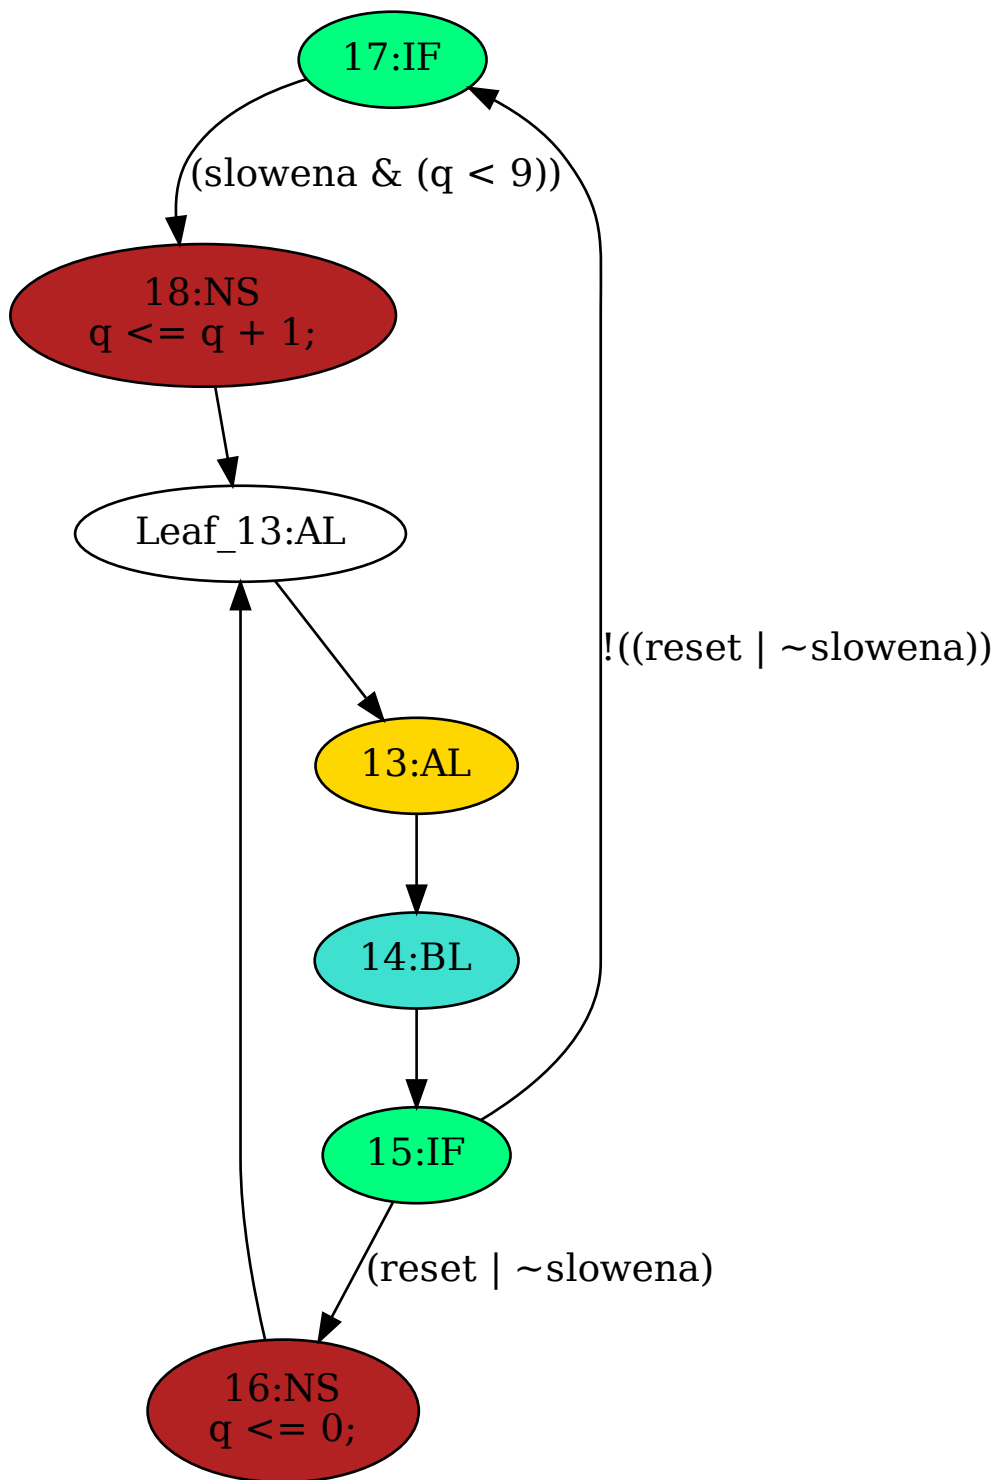 17:IF
(slowena & (q < 9))
18:NS
q <= q + 1;
Leaf_13:AL
!((reset | ~slowena))
13:AL
14:BL
15:IF
(reset | ~slowena)
16:NS
q <= 0;